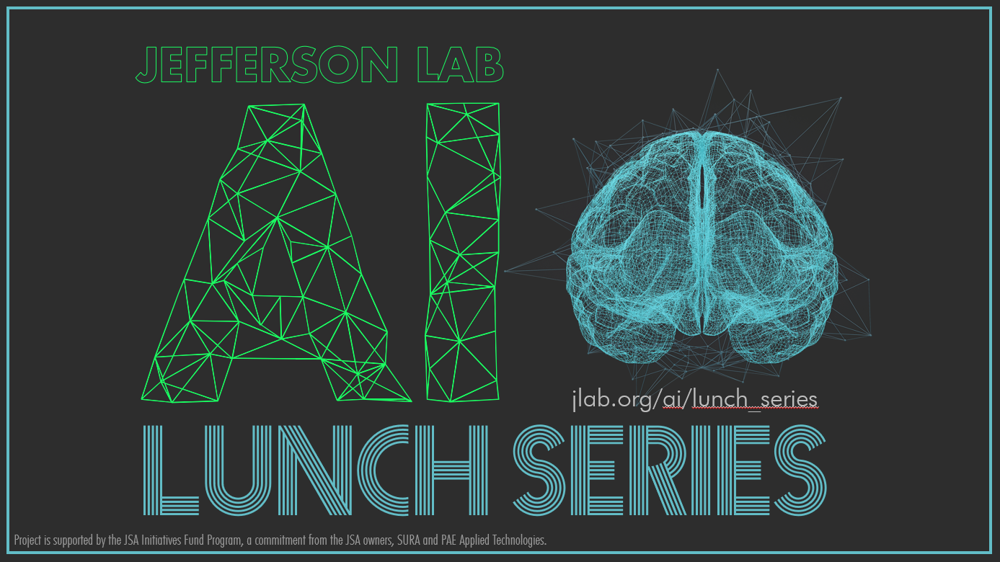 JEFFERSON LAB
AI
jlab.org/ai/lunch_series
LUNCH SERIES
Project is supported by the JSA Initiatives Fund Program, a commitment from the JSA owners, SURA and PAE Applied Technologies.